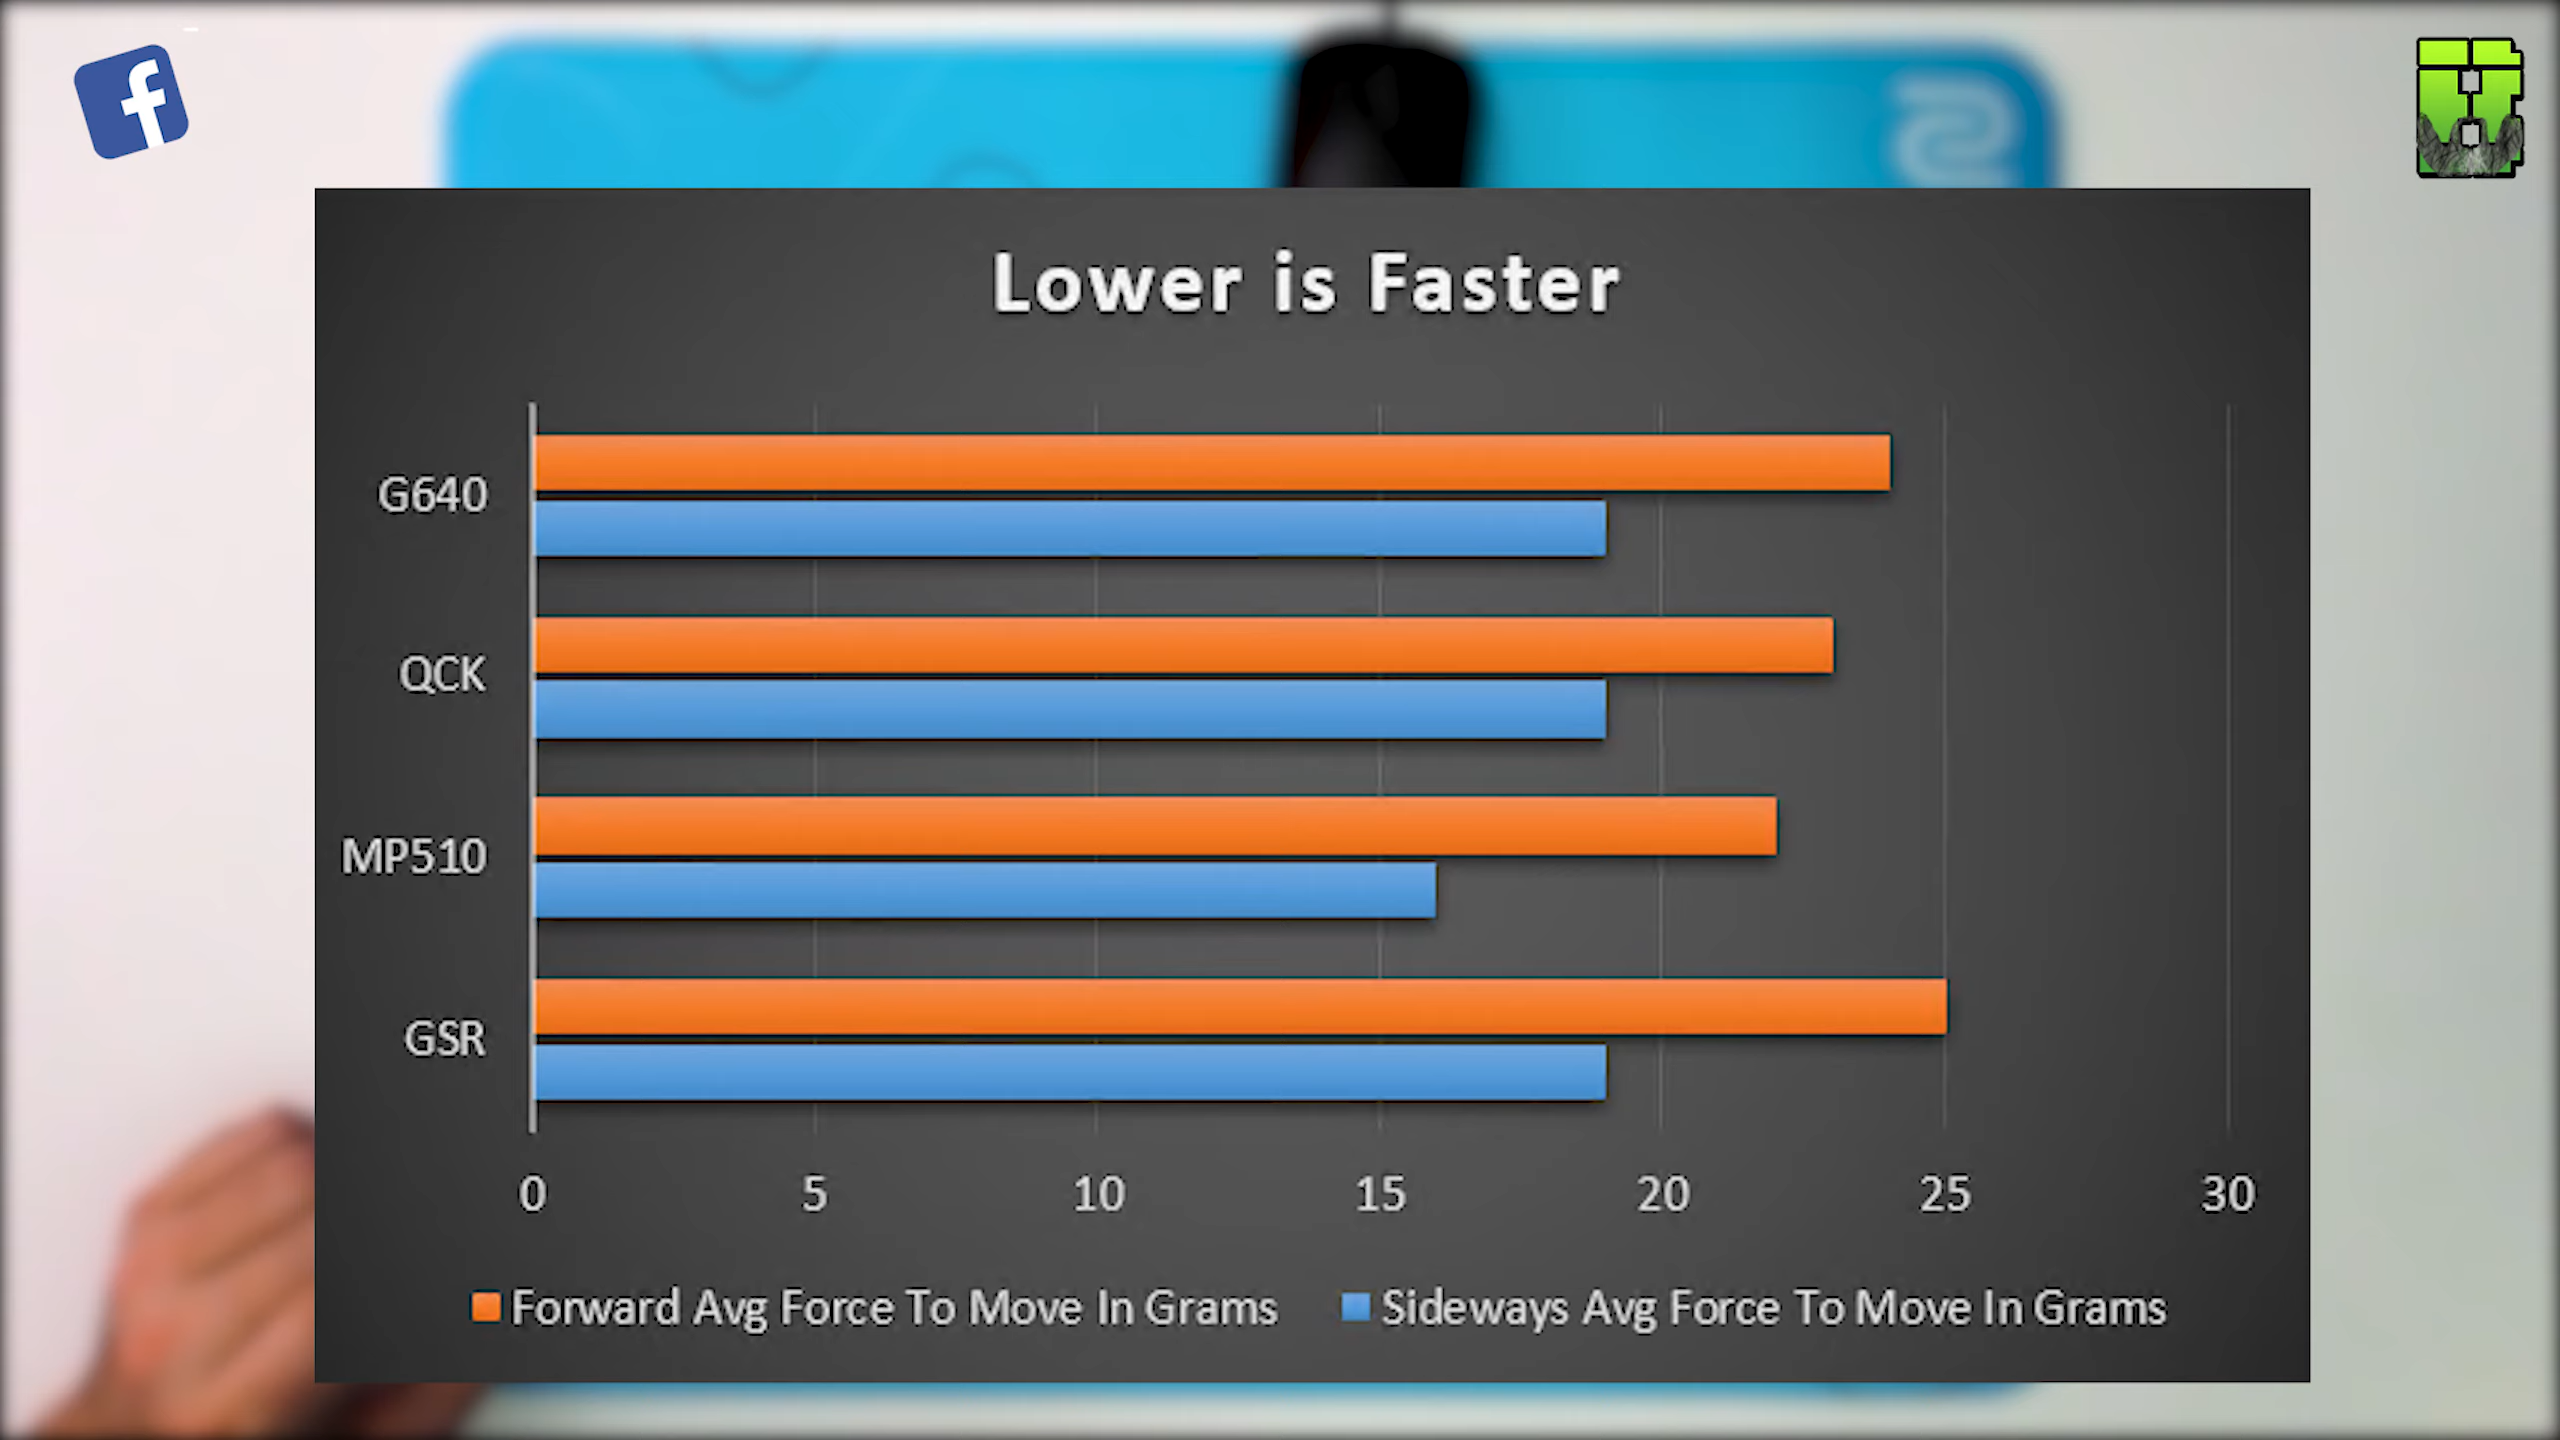 f
Lower is Faster
G640
QCK
MP510
GSR
0 5 10 15 20 25 30
Forward Avg Force To Move In Grams Sideways Avg Force To Move In Grams